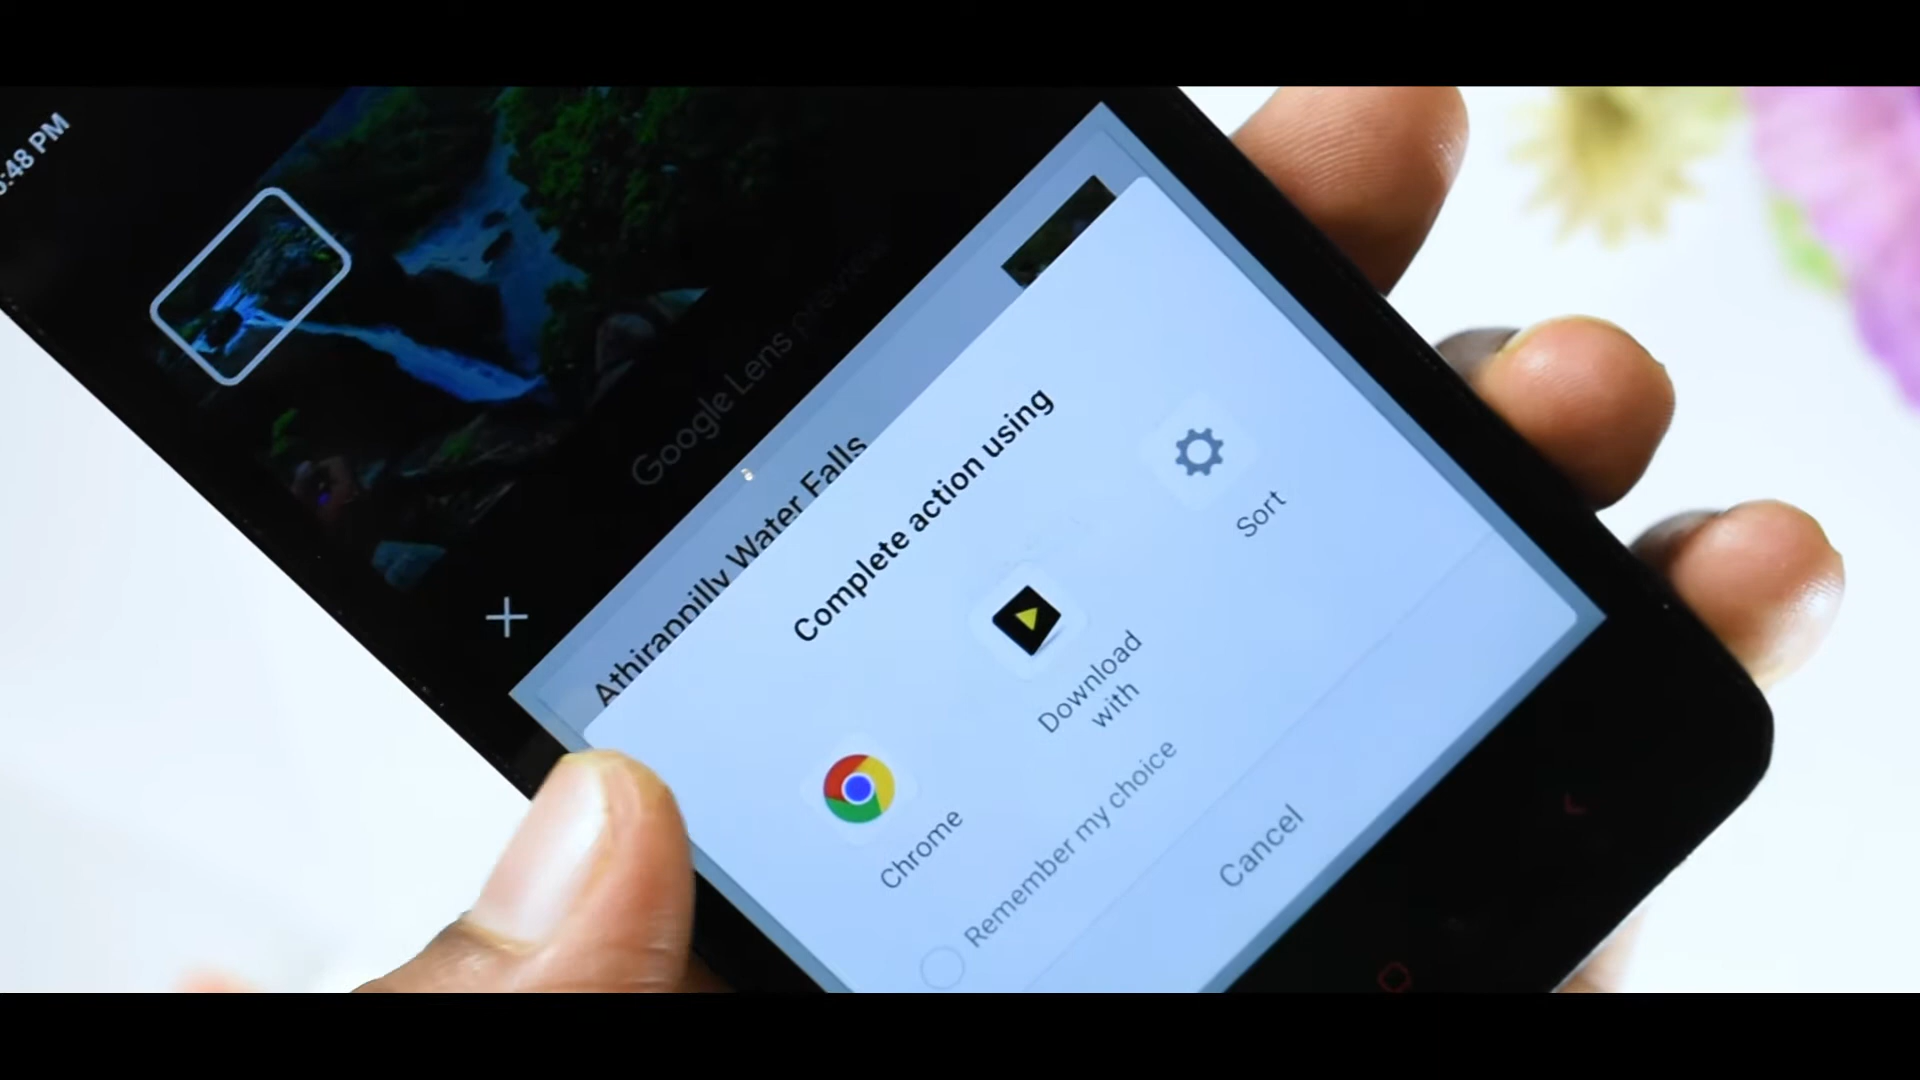 :48 PM
Google Lens preview
Athirappilly Water Falls
Complete action using
Chrome
Download
with
Sort
Remember my choice
Cancel